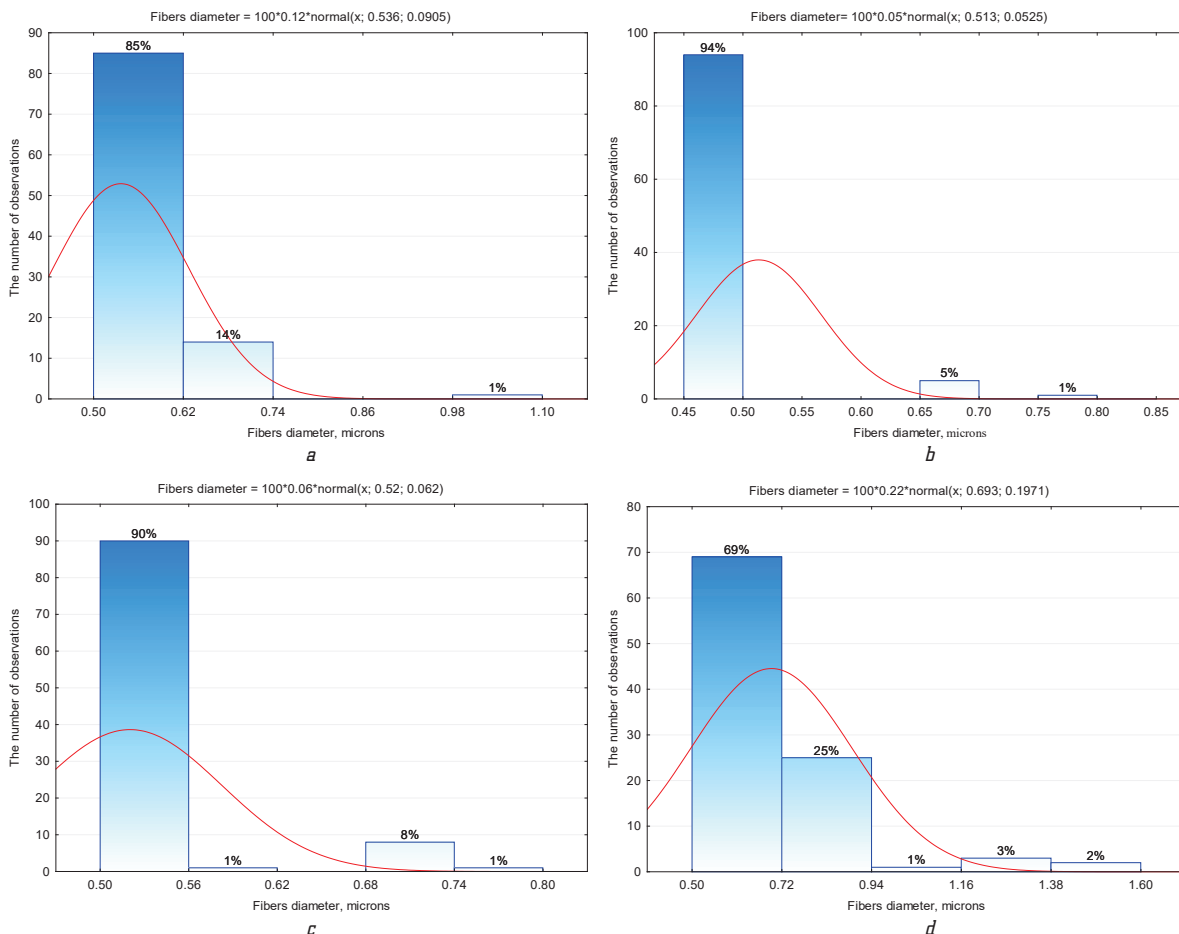 Fibers diameter = 100*0.12*normal(x; 0.536; 0.0905)
90
80
70
60
50
40
30
20
10
0
The number of observations
85%
14%
1%
0.50 0.62 0.74 0.86 0.98 1.10
Fibers diameter, microns
a
Fibers diameter= 100*0.05*normal(x; 0.513; 0.0525)
100
80
60
40
20
0
The number of observations
94%
5%
1%
0.45 0.50 0.55 0.60 0.65 0.70 0.75 0.80 0.85
Fibers diameter, microns
b
Fibers diameter = 100*0.06*normal(x; 0.52; 0.062)
100
90
80
70
60
50
40
30
20
10
0
The number of observations
90%
1%
8%
1%
0.50 0.56 0.62 0.68 0.74 0.80
Fibers diameter, microns
c
Fibers diameter = 100*0.22*normal(x; 0.693; 0.1971)
80
70
60
50
40
30
20
10
0
The number of observations
69%
25%
1%
3%
2%
0.50 0.72 0.94 1.16 1.38 1.60
Fibers diameter, microns
d